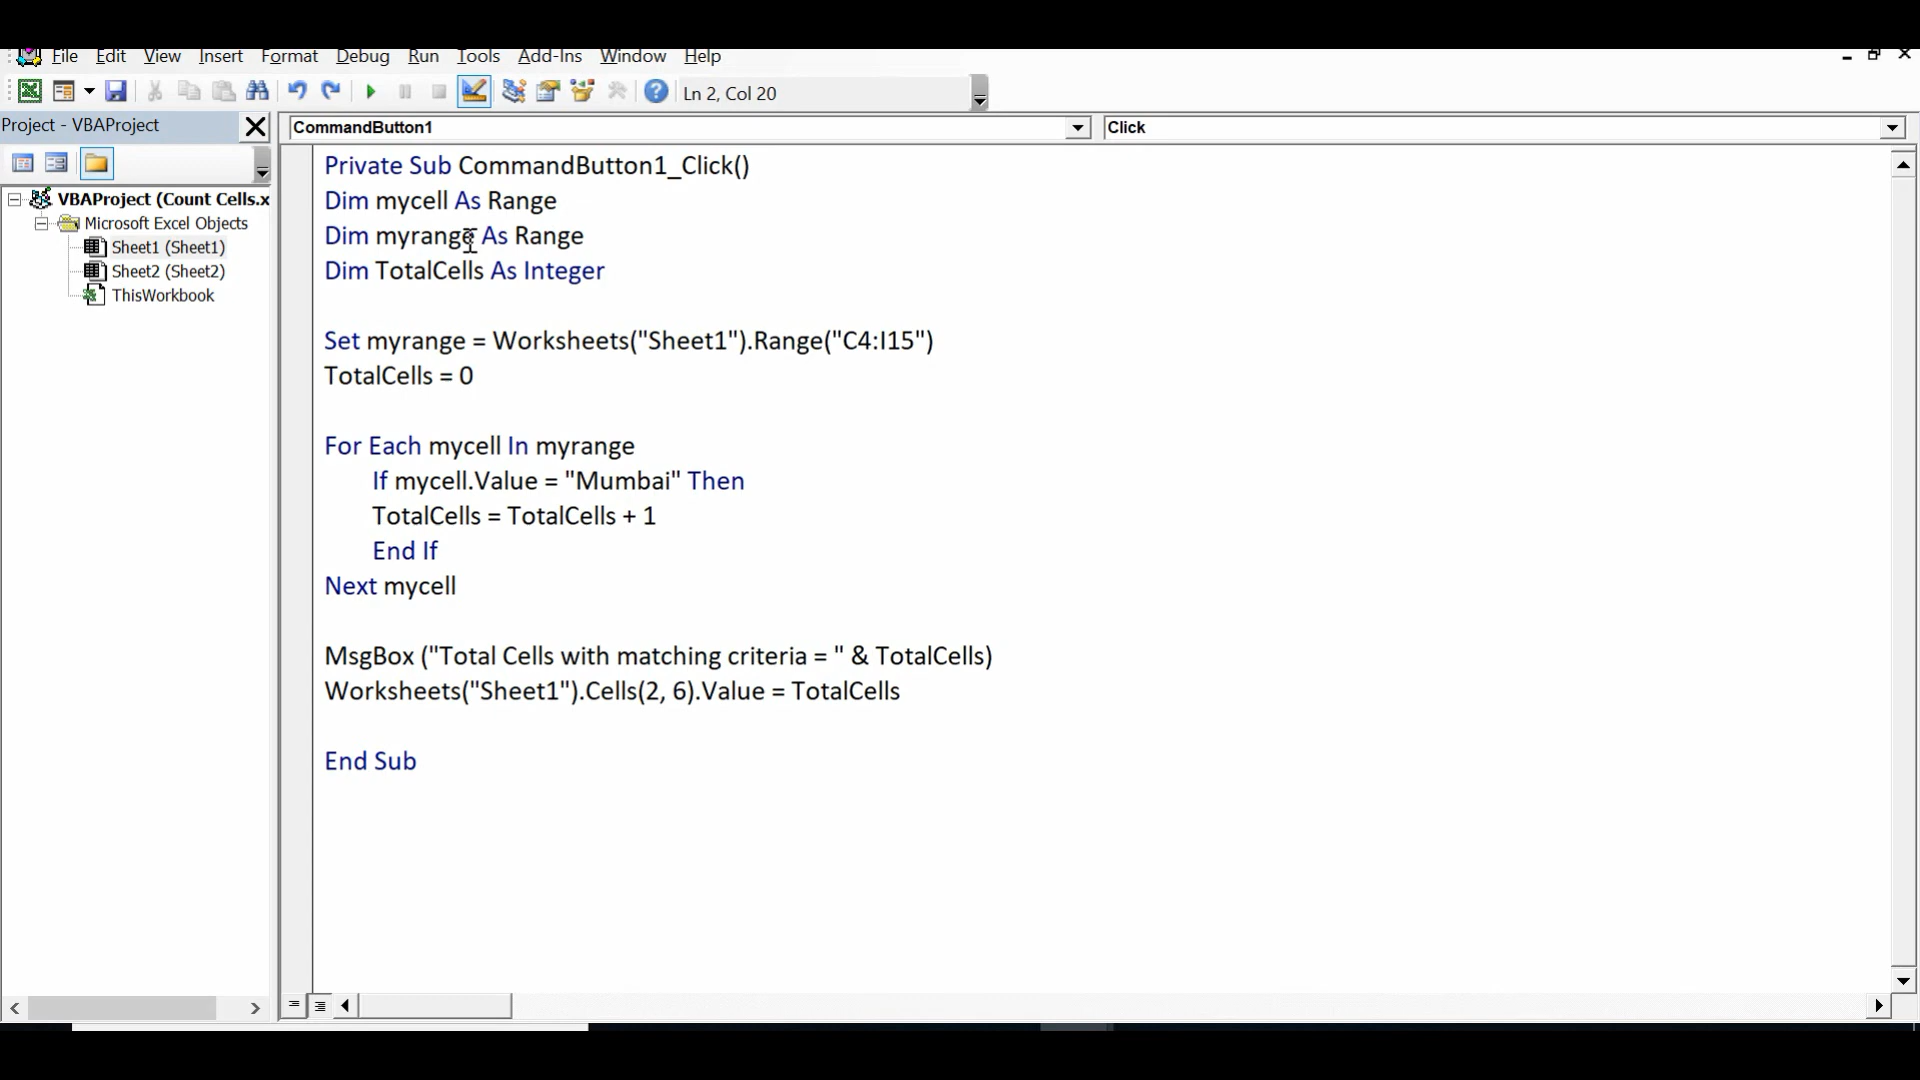 File Edit View Insert Format Debug Run Tools Add-Ins Window Help
Ln 2, Col 20
Project - VBAProject
VBAProject (Count Cells.x
Microsoft Excel Objects
Sheet1 (Sheet1)
Sheet2 (Sheet2)
ThisWorkbook
CommandButton1
Click
Private Sub CommandButton1_Click()
Dim mycell As Range
Dim myrange As Range
Dim TotalCells As Integer
Set myrange = Worksheets("Sheet1").Range("C4:I15")
TotalCells = 0
For Each mycell In myrange
If mycell.Value = "Mumbai" Then
TotalCells = TotalCells + 1
End If
Next mycell
MsgBox ("Total Cells with matching criteria = " & TotalCells)
Worksheets("Sheet1").Cells(2, 6).Value = TotalCells
End Sub